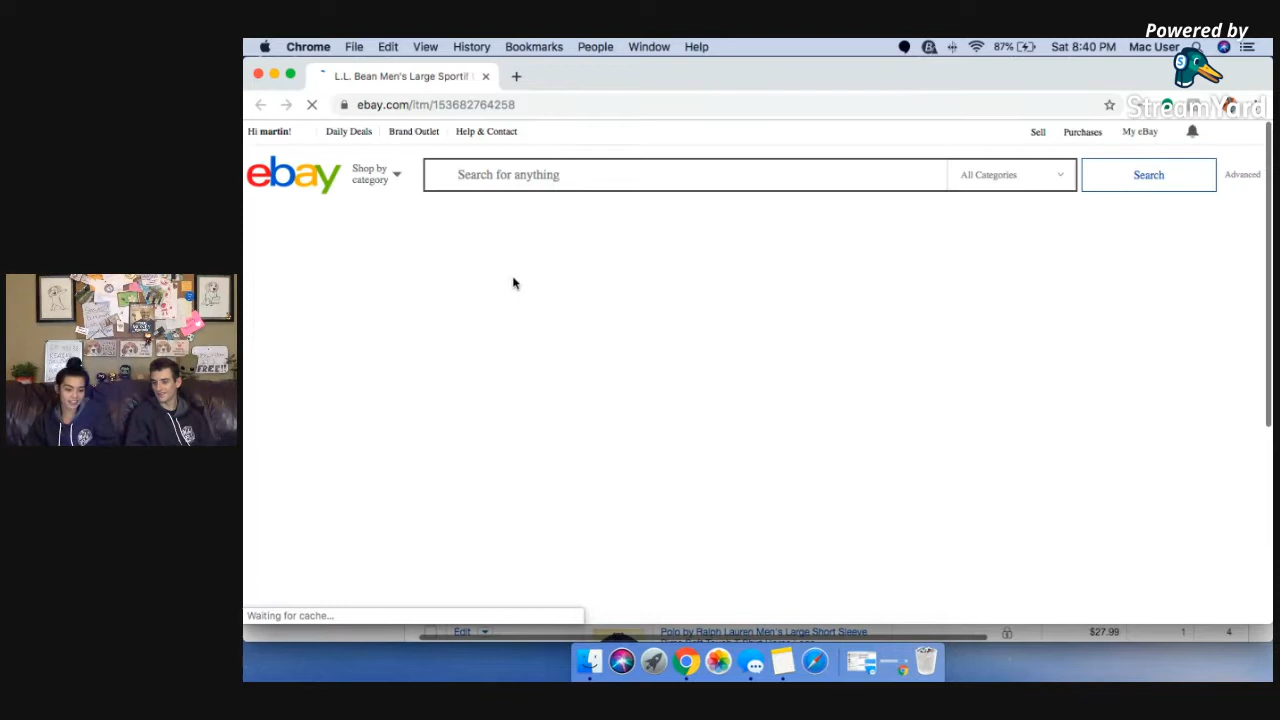 Powered by
StreamYard
Chrome File Edit View History Bookmarks People Window Help 87% Sat 8:40 PM Mac User
L.L. Bean Men's Large Sportif
ebay.com/itm/153682764258
Hi martin! Daily Deals Brand Outlet Help & Contact Sell Purchases My eBay
ebay Shop by category Search for anything All Categories Search Advanced
MONEY
FREE!!
Waiting for cache...
Edit Polo by Ralph Lauren Men's Large Short Sleeve $27.99 1 4